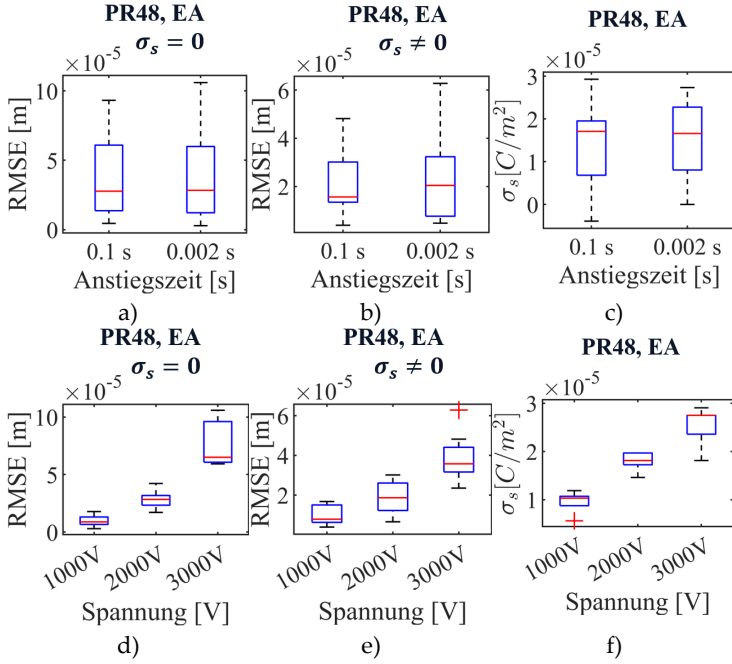 PR48, EA
σₛ = 0
×10⁻⁵
10
5
0
RMSE [m]
0.1 s
0.002 s
Anstiegszeit [s]
a)
PR48, EA
σₛ ≠ 0
×10⁻⁵
6
4
2
RMSE [m]
0.1 s
0.002 s
Anstiegszeit [s]
b)
PR48, EA
×10⁻⁵
3
2
1
0
σₛ[C/m²]
0.1 s
0.002 s
Anstiegszeit [s]
c)
PR48, EA
σₛ = 0
×10⁻⁵
10
5
0
RMSE [m]
1000V
2000V
3000V
Spannung [V]
d)
PR48, EA
σₛ ≠ 0
×10⁻⁵
6
4
2
RMSE [m]
1000V
2000V
3000V
Spannung [V]
e)
PR48, EA
×10⁻⁵
3
2
1
σₛ[C/m²]
1000V
2000V
3000V
Spannung [V]
f)